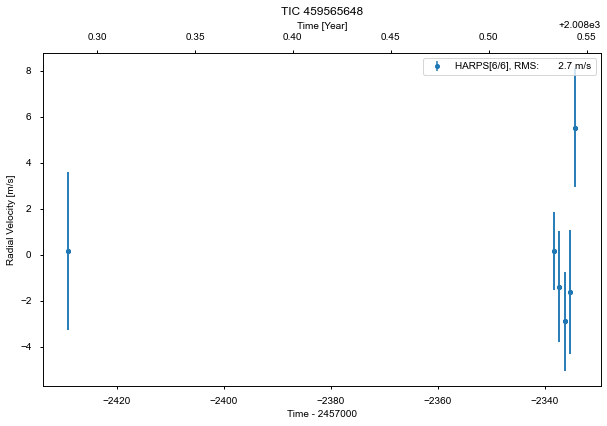 TIC 459565648
Time [Year]
+2.008e3
0.30 0.35 0.40 0.45 0.50 0.55
HARPS[6/6], RMS: 2.7 m/s
8
6
4
2
0
−2
−4
Radial Velocity [m/s]
−2420 −2400 −2380 −2360 −2340
Time - 2457000